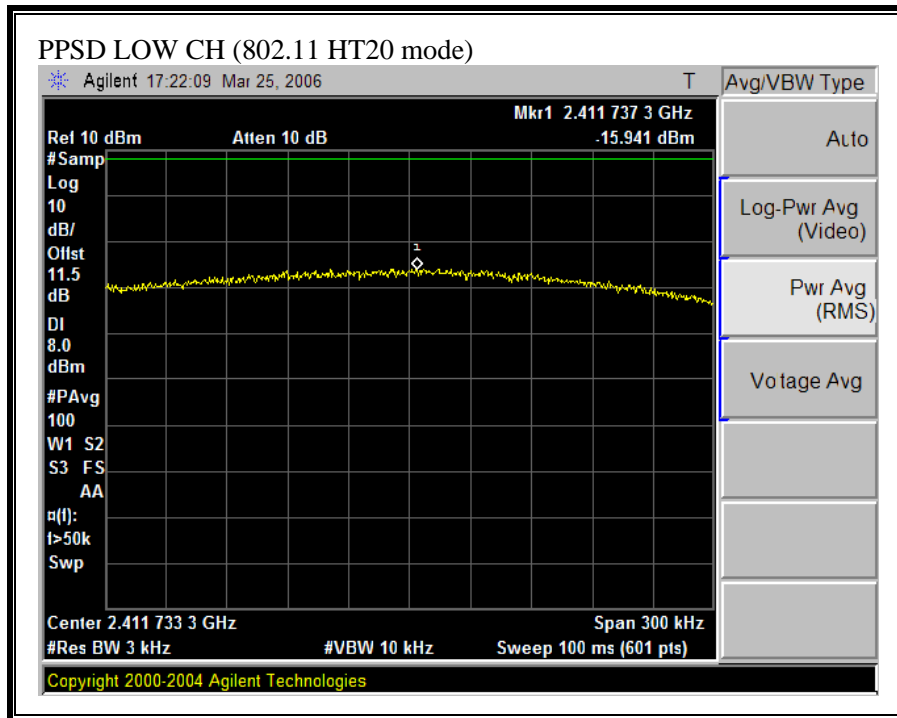 PPSD LOW CH (802.11 HT20 mode)
Agilent 17:22:09 Mar 25, 2006 T
Avg/VBW Type
Mkr1 2.411 737 3 GHz
Ref 10 dBm Atten 10 dB -15.941 dBm
#Samp
Log
10
dB/
Offst
11.5
dB
DI
8.0
dBm
#PAvg
100
W1 S2
S3 FS
AA
¤(f):
f>50k
Swp
1
Center 2.411 733 3 GHz Span 300 kHz
#Res BW 3 kHz #VBW 10 kHz Sweep 100 ms (601 pts)
Copyright 2000-2004 Agilent Technologies
Auto
Log-Pwr Avg
(Video)
Pwr Avg
(RMS)
Vo tage Avg